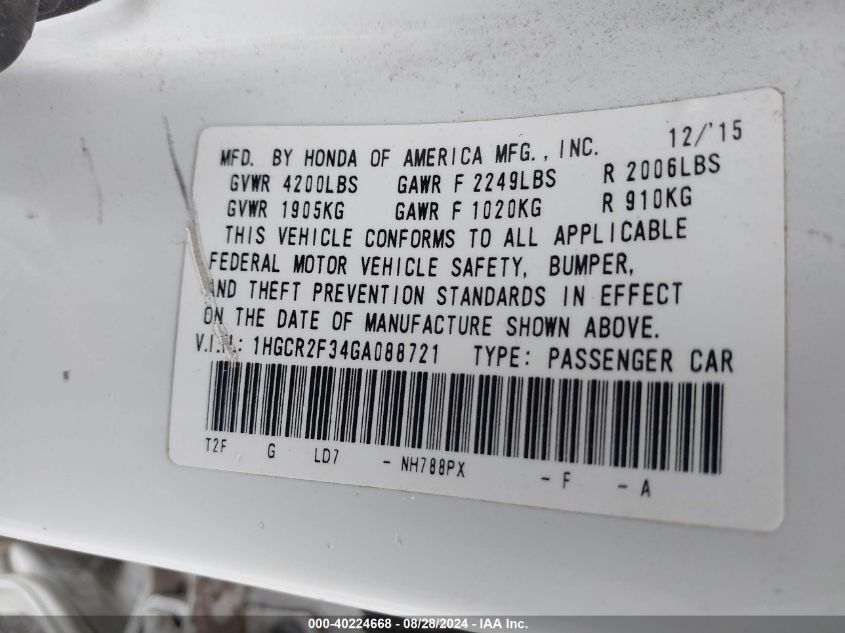 MFD. BY HONDA OF AMERICA MFG., INC. 12/'15
GVWR 4200LBS GAWR F 2249LBS R 2006LBS
GVWR 1905KG GAWR F 1020KG R 910KG
THIS VEHICLE CONFORMS TO ALL APPLICABLE
FEDERAL MOTOR VEHICLE SAFETY, BUMPER,
AND THEFT PREVENTION STANDARDS IN EFFECT
ON THE DATE OF MANUFACTURE SHOWN ABOVE.
V.I.N: 1HGCR2F34GA088721 TYPE: PASSENGER CAR
T2F G LD7 - NH788PX - F - A
000-40224668 - 08/28/2024 - IAA Inc.